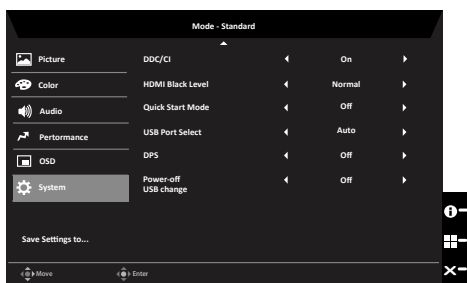 Mode - Standard
Picture
DDC/CI On
Color
HDMI Black Level Normal
Audio
Quick Start Mode Off
Pertormance
USB Port Select Auto
OSD
DPS Off
System
Power-off Off
USB change
Save Settings to...
Move Enter